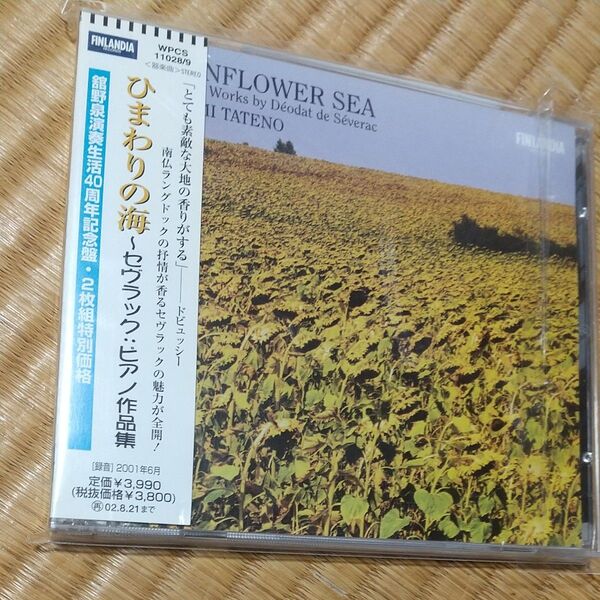 FINLANDIA
RECORDS
WPCS
11028/9
<器楽曲> STEREO
「とても素敵な大地の香りがする」――ドビュッシー
南仏ラングドックの抒情が香るセヴラックの魅力が全開!
ひまわりの海
~セヴラック:ピアノ作品集
舘野泉演奏生活40周年記念盤・2枚組特別価格
[録音] 2001年6月
定価¥3,990
(税抜価格¥3,800)
再 02.8.21まで
NFLOWER SEA
Works by Déodat de Séverac
MI TATENO
FINLANDIA